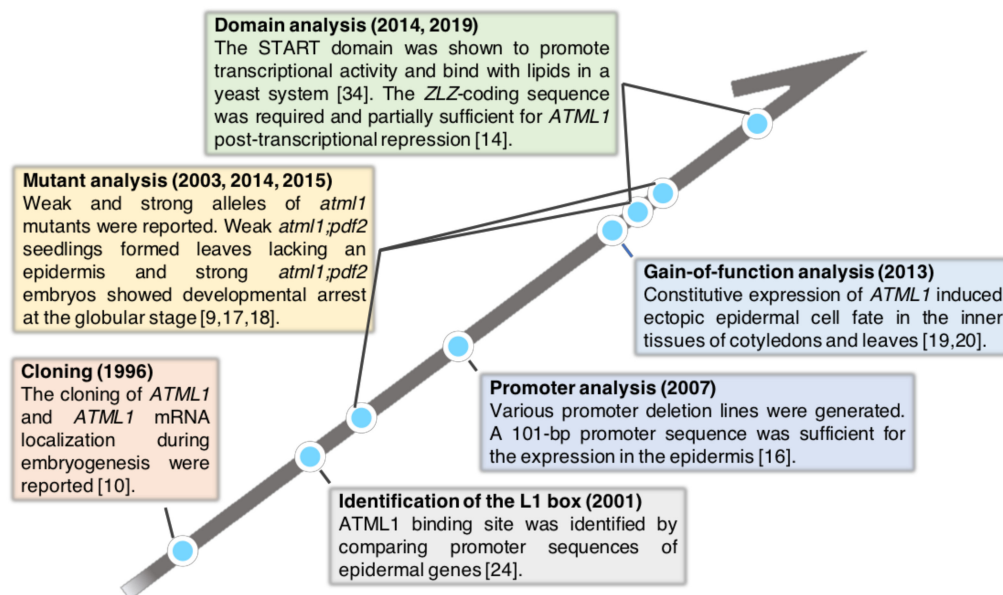 Domain analysis (2014, 2019)
The START domain was shown to promote
transcriptional activity and bind with lipids in a
yeast system [34]. The ZLZ-coding sequence
was required and partially sufficient for ATML1
post-transcriptional repression [14].
Mutant analysis (2003, 2014, 2015)
Weak and strong alleles of atml1
mutants were reported. Weak atml1;pdf2
seedlings formed leaves lacking an
epidermis and strong atml1;pdf2
embryos showed developmental arrest
at the globular stage [9,17,18].
Gain-of-function analysis (2013)
Constitutive expression of ATML1 induced
ectopic epidermal cell fate in the inner
tissues of cotyledons and leaves [19,20].
Cloning (1996)
The cloning of ATML1
and ATML1 mRNA
localization during
embryogenesis were
reported [10].
Promoter analysis (2007)
Various promoter deletion lines were generated.
A 101-bp promoter sequence was sufficient for
the expression in the epidermis [16].
Identification of the L1 box (2001)
ATML1 binding site was identified by
comparing promoter sequences of
epidermal genes [24].